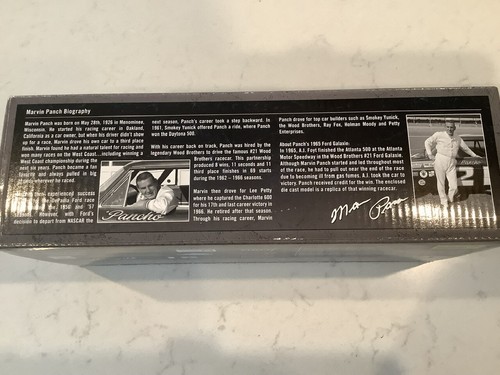 Marvin Panch Biography
Marvin Panch was born on May 28th, 1926 in Menominee,
Wisconsin. He started his racing career in Oakland,
California as a car owner, but when his driver didn't show
up for a race, Marvin drove his own car to a third place
finish. Marvin found he had a natural talent for racing and
won many races on the West Coast... including winning a
West Coast championship during the
six years. Panch became a fan
favorite and always pulled in big
wherever he raced.
experienced success
Ford race
the 1956 and '57
However, with Ford's
decision to depart from NASCAR the
next season, Panch's career took a step backward. In
1961, Smokey Yunick offered Panch a ride, where Panch
won the Daytona 500.
With his career back on track, Panch was hired by the
legendary Wood Brothers to drive the famous #21 Wood
Brothers racecar. This partnership
produced 8 wins, 11 seconds and 11
third place finishes in 69 starts
during the 1962 - 1966 seasons.
Marvin then drove for Lee Petty
where he captured the Charlotte 600
for his 17th and last career victory in
1966. He retired after that season.
Through his racing career, Marvin
Pancho
Panch drove for top car builders such as Smokey Yunick,
the Wood Brothers, Ray Fox, Holman Moody and Petty
Enterprises.
About Panch's 1965 Ford Galaxie:
In 1965, A.J. Foyt finished the Atlanta 500 at the Atlanta
Motor Speedway in the Wood Brothers #21 Ford Galaxie.
Although Marvin Panch started and led throughout most
of the race, he had to pull out near the end of the race
due to becoming ill from gas fumes. A.J. took the car to
victory. Panch received credit for the win. The enclosed
die cast model is a replica of that winning racecar.
2